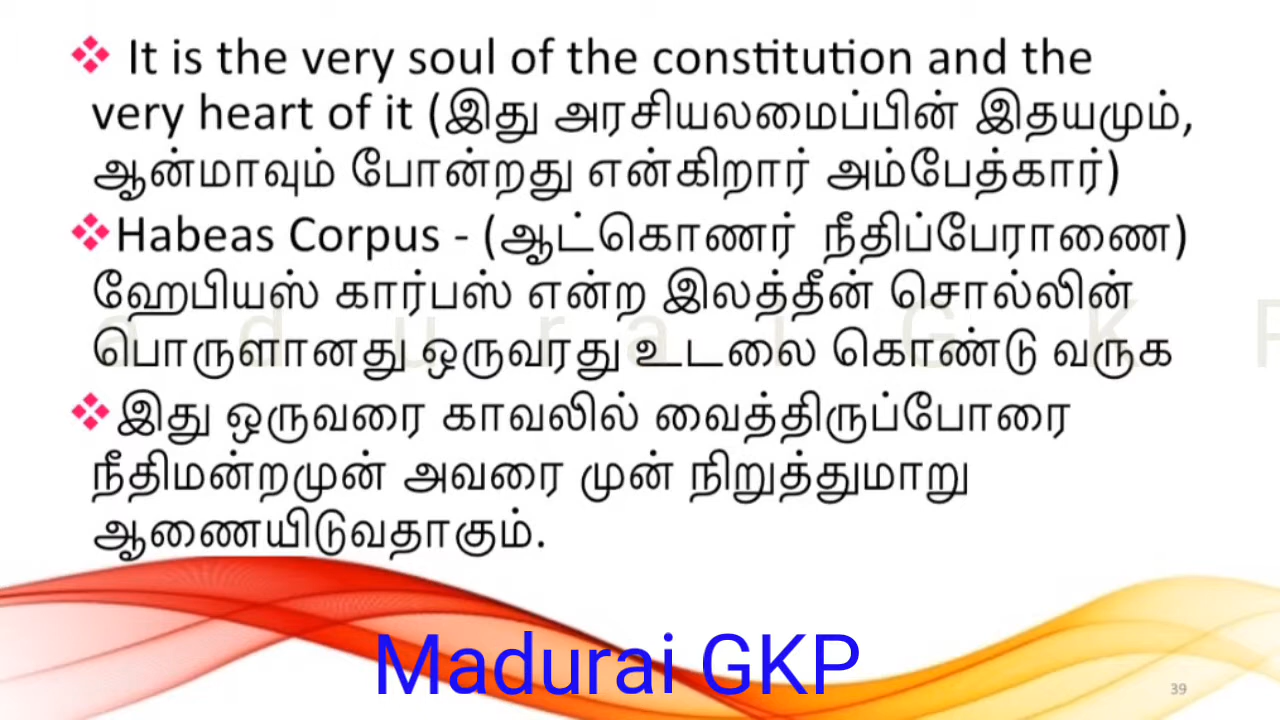 It is the very soul of the constitution and the
very heart of it (இது அரசியலமைப்பின் இதயமும்,
ஆன்மாவும் போன்றது என்கிறார் அம்பேத்கார்)
Habeas Corpus - (ஆட்கொணர் நீதிப்பேராணை)
ஹேபியஸ் கார்பஸ் என்ற இலத்தீன் சொல்லின்
பொருளானது ஒருவரது உடலை கொண்டு வருக
a d u r a i G K P
இது ஒருவரை காவலில் வைத்திருப்போரை
நீதிமன்றமுன் அவரை முன் நிறுத்துமாறு
ஆணையிடுவதாகும்.
Madurai GKP
39